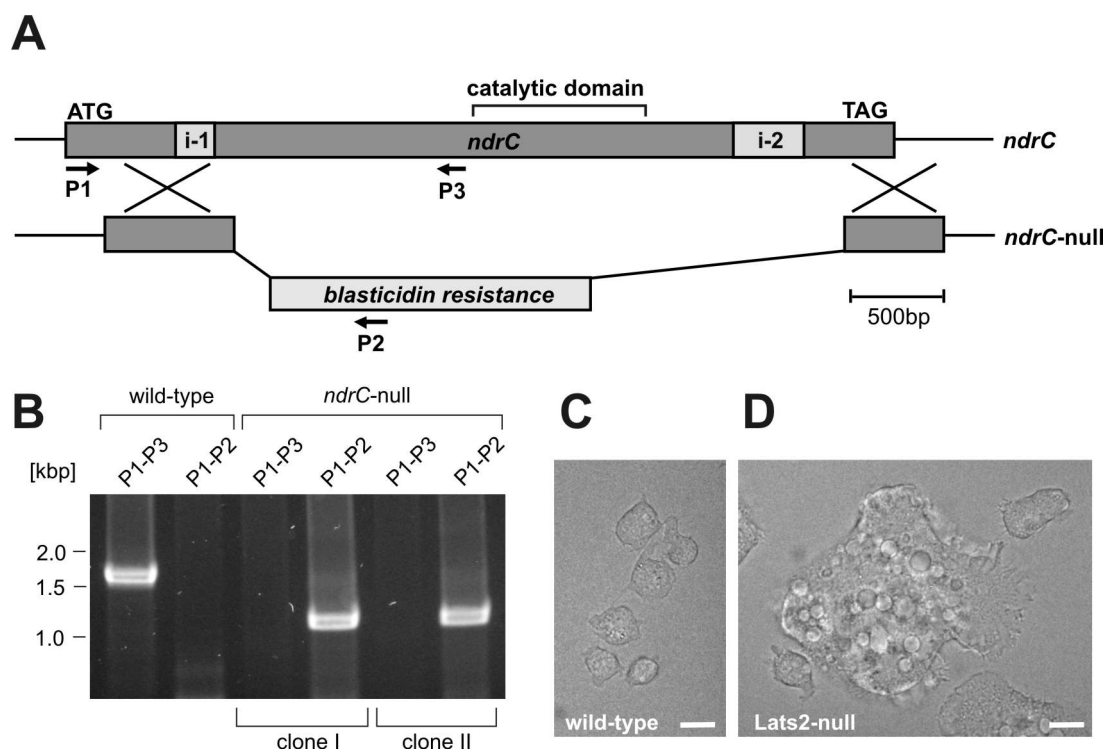 A
catalytic domain
ATG
TAG
i-1
ndrC
i-2
ndrC
P1
P3
ndrC-null
blasticidin resistance
P2
500bp
B
wild-type
ndrC-null
[kbp]
P1-P3
P1-P2
P1-P3
P1-P2
P1-P3
P1-P2
2.0
1.5
1.0
clone I
clone II
C
D
wild-type
Lats2-null